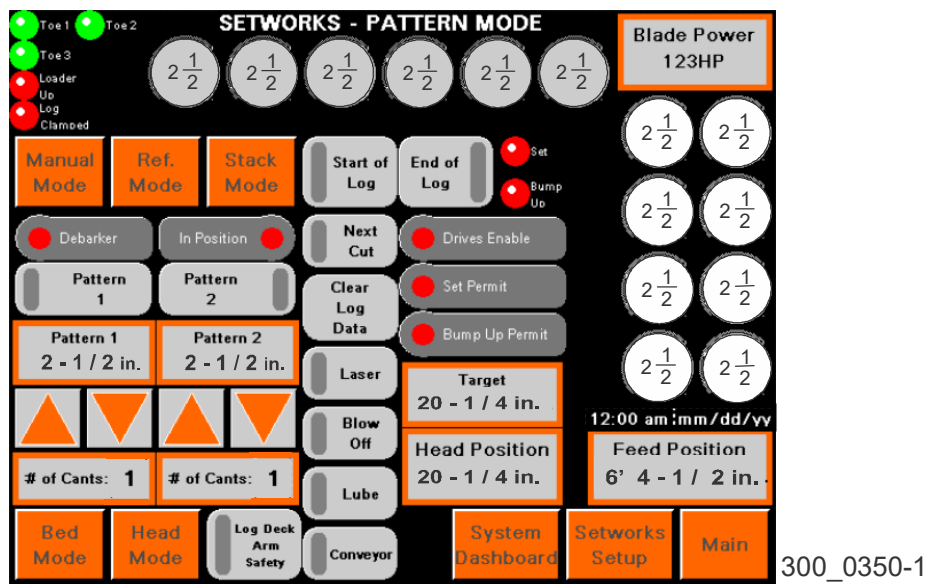 SETWORKS - PATTERN MODE
Toe 1
Toe 2
Toe 3
Loader
Up
Log
Clamped
2 1/2
2 1/2
2 1/2
2 1/2
2 1/2
2 1/2
Blade Power
123HP
2 1/2
2 1/2
2 1/2
2 1/2
2 1/2
2 1/2
2 1/2
2 1/2
Manual
Mode
Ref.
Mode
Stack
Mode
Start of
Log
End of
Log
Set
Bump
Up
Debarker
In Position
Next
Cut
Drives Enable
Pattern
1
Pattern
2
Clear
Log
Data
Set Permit
Bump Up Permit
Pattern 1
2 - 1 / 2 in.
Pattern 2
2 - 1 / 2 in.
Laser
Target
20 - 1 / 4 in.
12:00 am:mm/dd/yy
Blow
Off
Head Position
20 - 1 / 4 in.
Feed Position
6' 4 - 1 / 2 in.
# of Cants: 1
# of Cants: 1
Lube
Bed
Mode
Head
Mode
Log Deck
Arm
Safety
Conveyor
System
Dashboard
Setworks
Setup
Main
300_0350-1